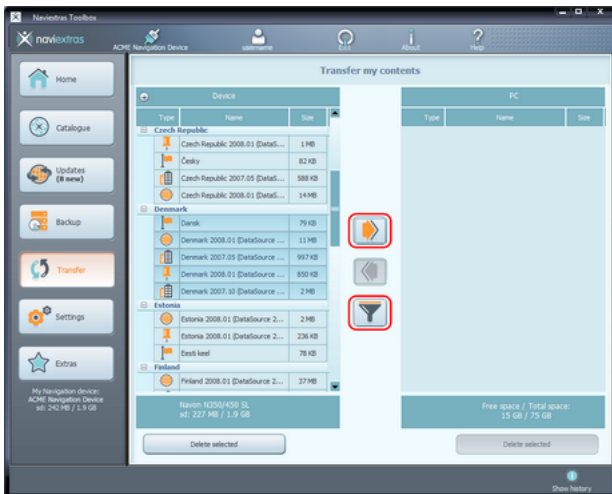 Naviextras Toolbox
naviextras
ACME Navigation Device
username
Exit
About
Help
Home
Catalogue
Updates
(8 new)
Backup
Transfer
Settings
Extras
My Navigation device:
ACME Navigation Device
sd: 242 MB / 1.9 GB
Transfer my contents
Device
Type Name Size
Czech Republic
Czech Republic 2008.01 (DataS... 1 MB
Česky 82 KB
Czech Republic 2007.05 (DataS... 588 KB
Czech Republic 2008.01 (DataS... 14 MB
Denmark
Dansk 79 KB
Denmark 2008.01 (DataSource ... 11 MB
Denmark 2007.05 (DataSource ... 997 KB
Denmark 2008.01 (DataSource ... 850 KB
Denmark 2007.10 (DataSource ... 2 MB
Estonia
Estonia 2008.01 (DataSource 2... 2 MB
Estonia 2008.01 (DataSource 2... 236 KB
Eesti keel 78 KB
Finland
Finland 2008.01 (DataSource 2... 37 MB
Navon N350/450 SL
sd: 227 MB / 1.9 GB
Delete selected
PC
Type Name Size
Free space / Total space:
15 GB / 75 GB
Delete selected
Show history